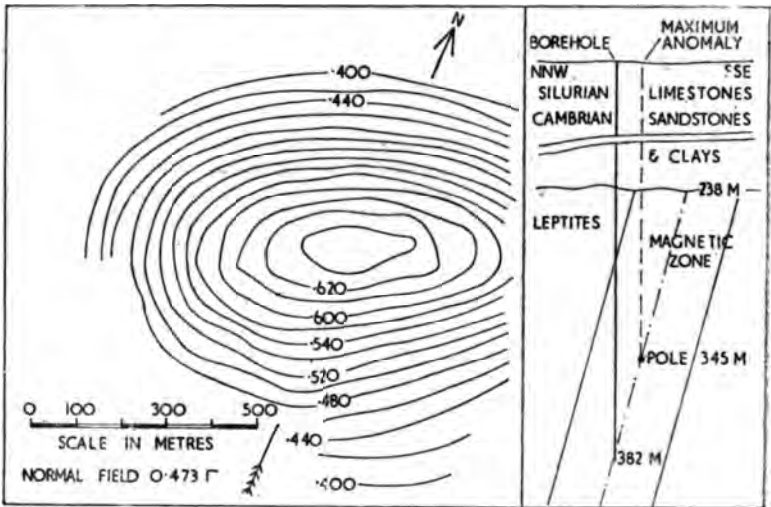 N
·400
·440
·620
·600
·540
·520
·480
·440
·400
0 100 300 500
SCALE IN METRES
NORMAL FIELD 0·473 Γ
BOREHOLE
MAXIMUM
ANOMALY
NNW SSE
SILURIAN LIMESTONES
CAMBRIAN SANDSTONES
& CLAYS
238 M
LEPTITES
MAGNETIC
ZONE
POLE 345 M
382 M